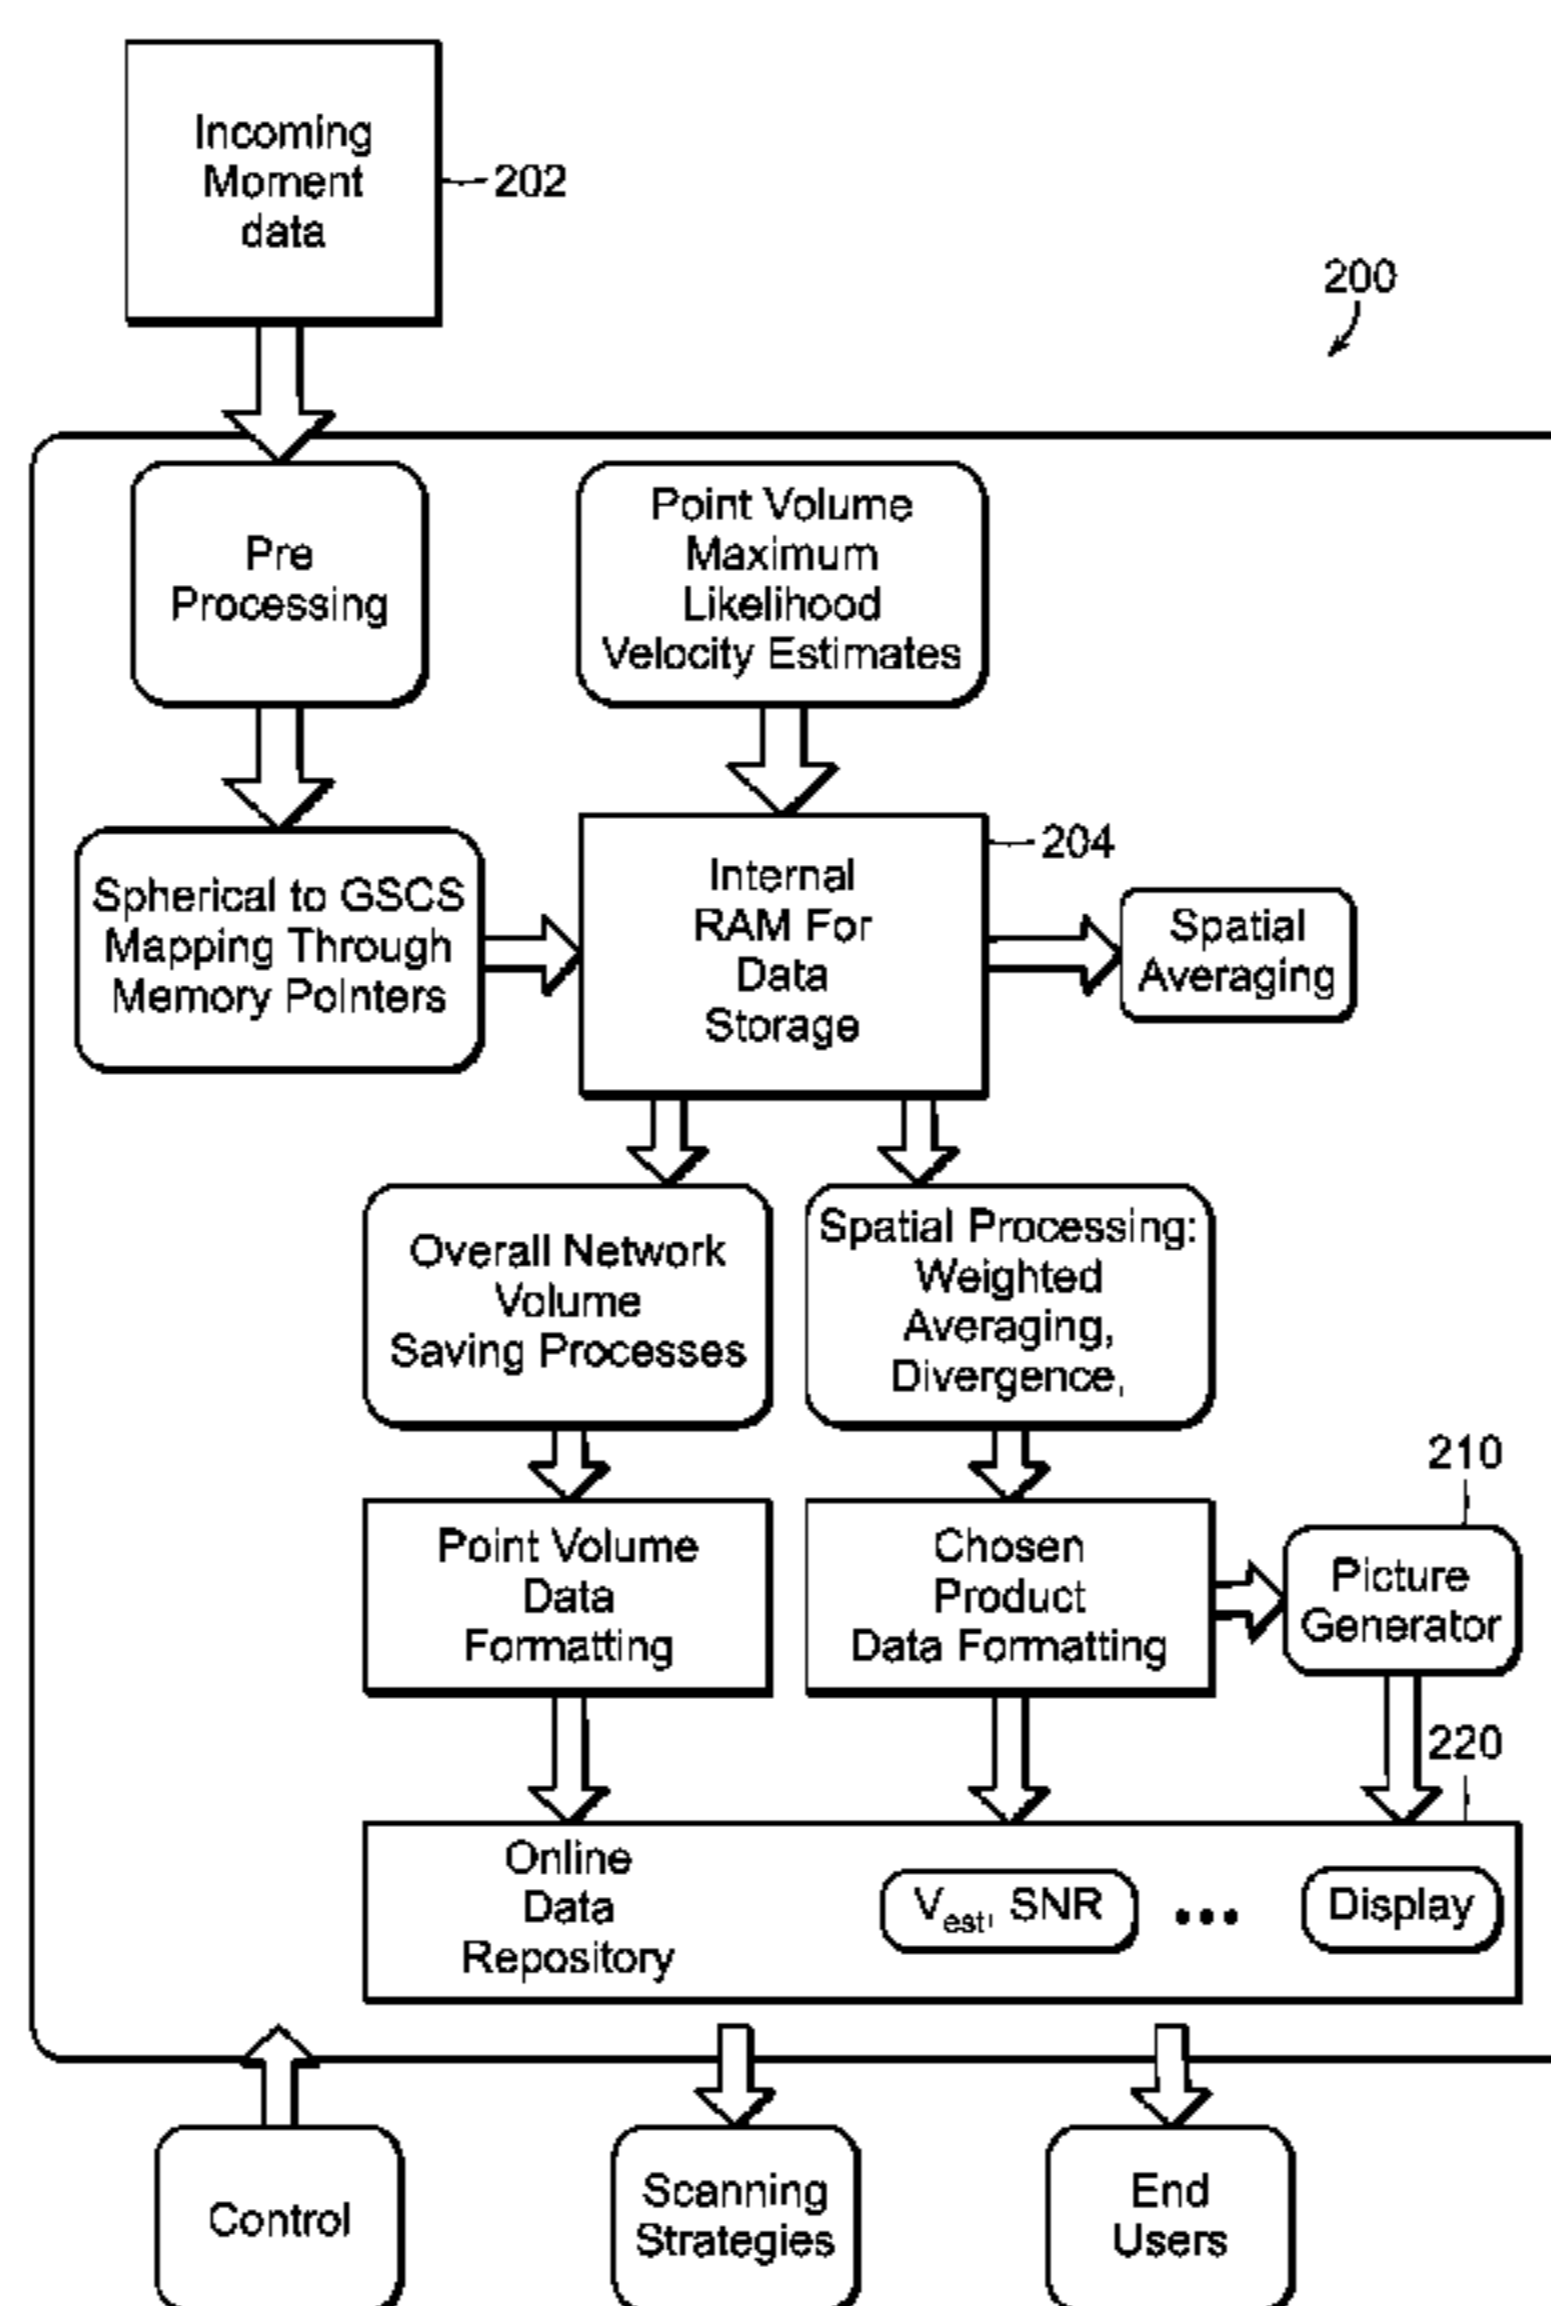 Incoming
Moment
data
202
200
Pre
Processing
Point Volume
Maximum
Likelihood
Velocity Estimates
Spherical to GSCS
Mapping Through
Memory Pointers
Internal
RAM For
Data
Storage
204
Spatial
Averaging
Overall Network
Volume
Saving Processes
Spatial Processing:
Weighted
Averaging,
Divergence,
210
Point Volume
Data
Formatting
Chosen
Product
Data Formatting
Picture
Generator
220
Online
Data
Repository
Vest, SNR
•••
Display
Control
Scanning
Strategies
End
Users